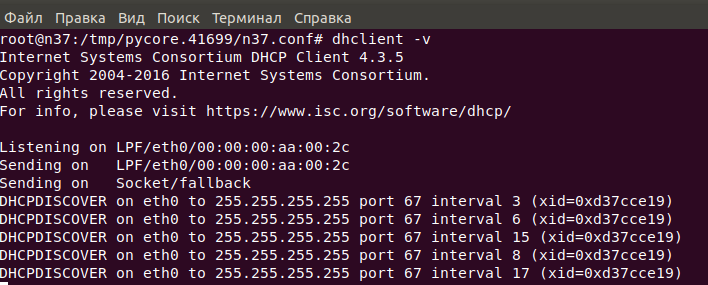 Файл Правка Вид Поиск Терминал Справка
root@n37:/tmp/pycore.41699/n37.conf# dhclient -v
Internet Systems Consortium DHCP Client 4.3.5
Copyright 2004-2016 Internet Systems Consortium.
All rights reserved.
For info, please visit https://www.isc.org/software/dhcp/

Listening on LPF/eth0/00:00:00:aa:00:2c
Sending on   LPF/eth0/00:00:00:aa:00:2c
Sending on   Socket/fallback
DHCPDISCOVER on eth0 to 255.255.255.255 port 67 interval 3 (xid=0xd37cce19)
DHCPDISCOVER on eth0 to 255.255.255.255 port 67 interval 6 (xid=0xd37cce19)
DHCPDISCOVER on eth0 to 255.255.255.255 port 67 interval 15 (xid=0xd37cce19)
DHCPDISCOVER on eth0 to 255.255.255.255 port 67 interval 8 (xid=0xd37cce19)
DHCPDISCOVER on eth0 to 255.255.255.255 port 67 interval 17 (xid=0xd37cce19)